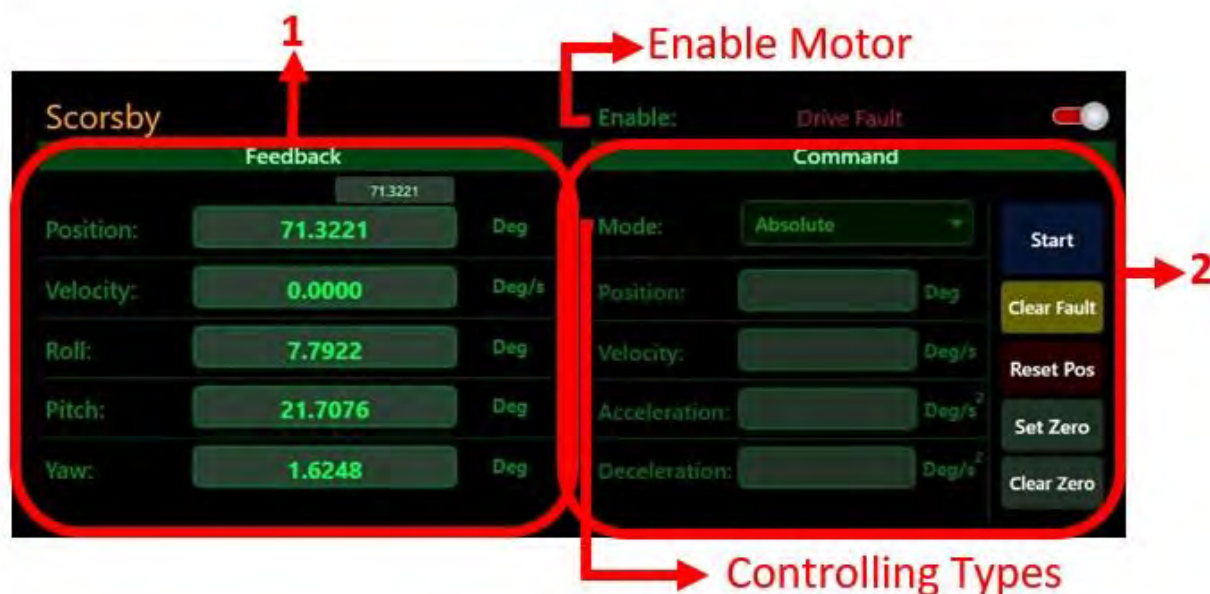 1
Enable Motor
Scorsby
Enable: Drive Fault
Feedback
71.3221
Position: 71.3221 Deg
Velocity: 0.0000 Deg/s
Roll: 7.7922 Deg
Pitch: 21.7076 Deg
Yaw: 1.6248 Deg
Command
Mode: Absolute
Position: Deg
Velocity: Deg/s
Acceleration: Deg/s²
Deceleration: Deg/s²
Start
Clear Fault
Reset Pos
Set Zero
Clear Zero
2
Controlling Types